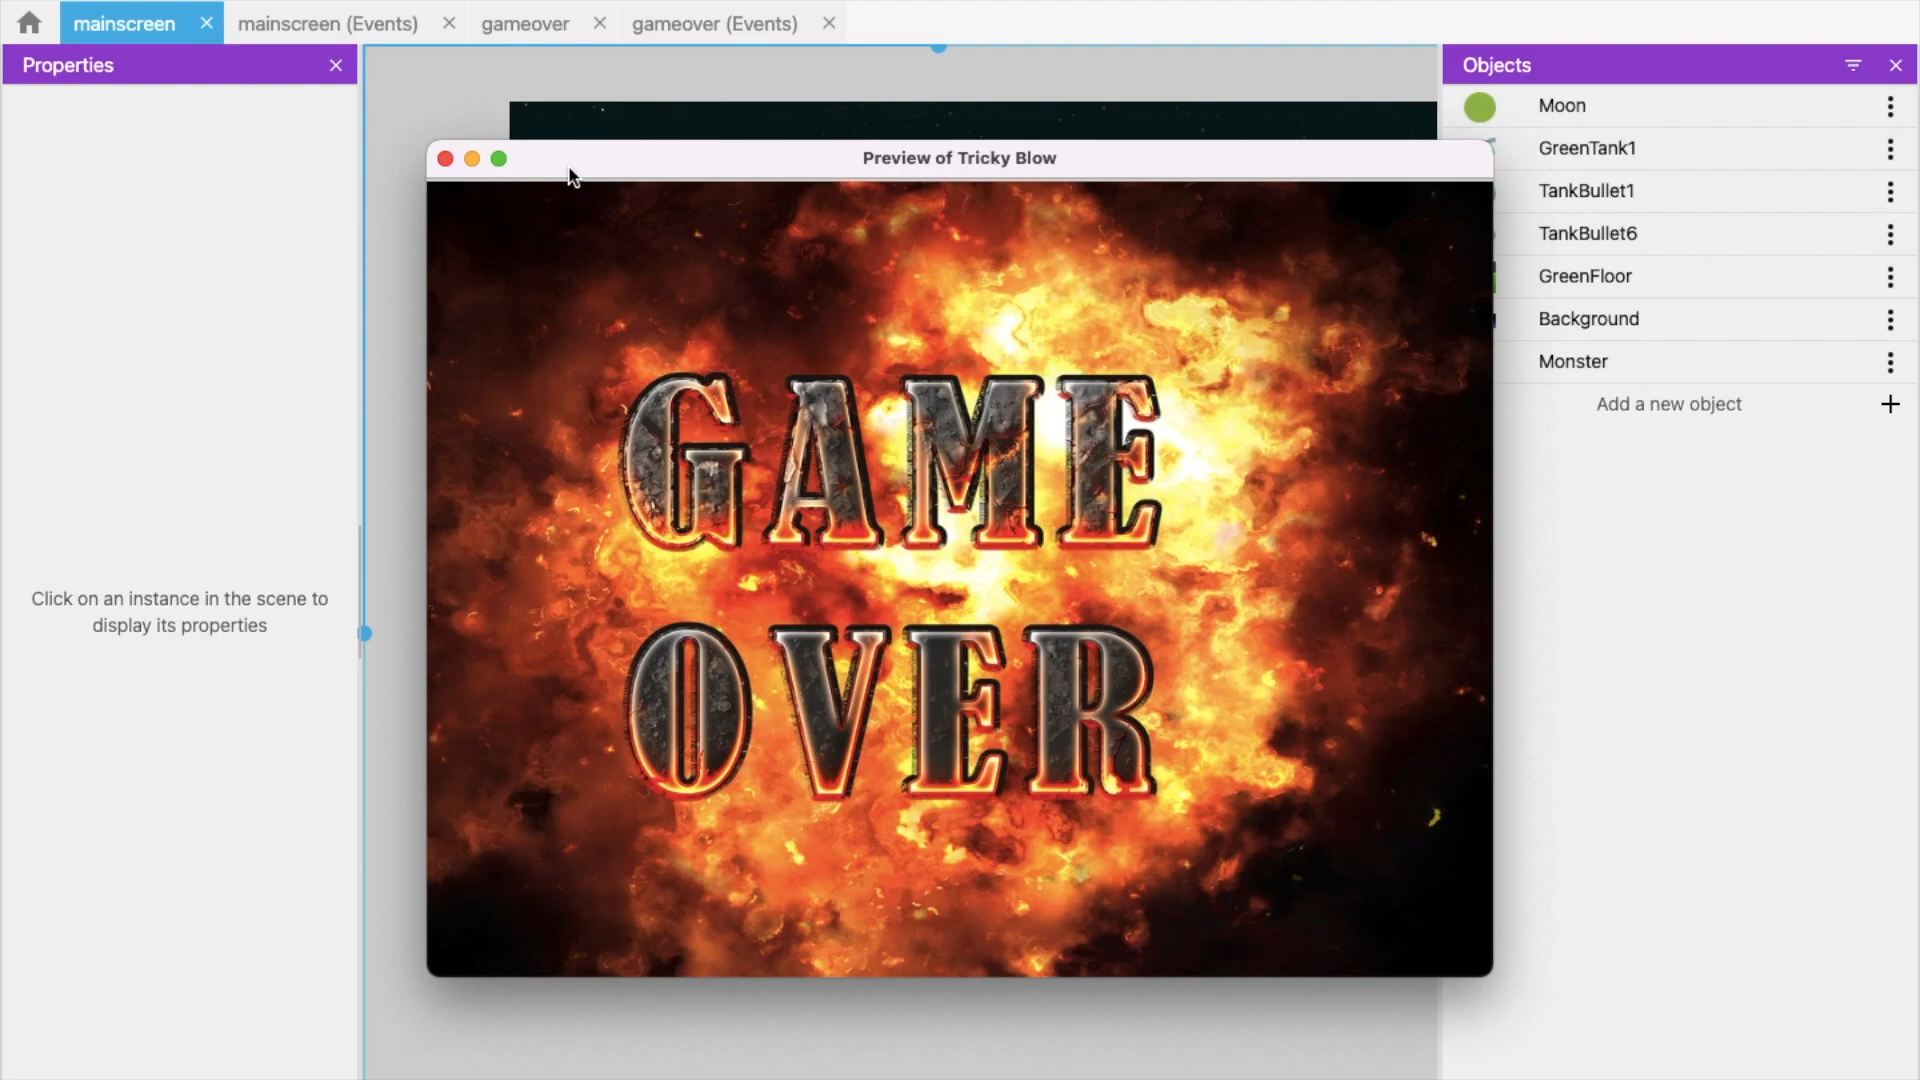 mainscreen
mainscreen (Events)
gameover
gameover (Events)
Properties
Click on an instance in the scene to
display its properties
Preview of Tricky Blow
GAME
OVER
Objects
Moon
GreenTank1
TankBullet1
TankBullet6
GreenFloor
Background
Monster
Add a new object